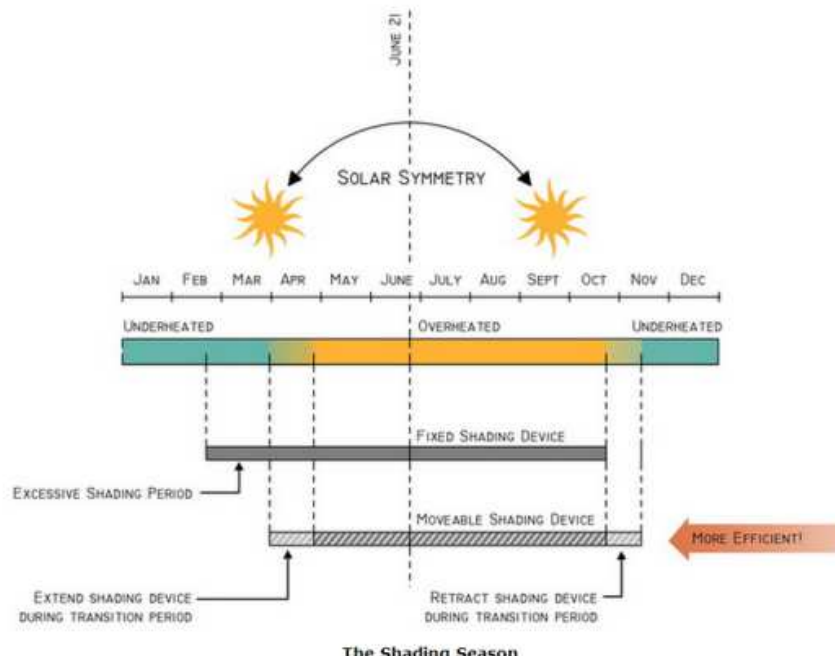 JUNE 21
SOLAR SYMMETRY
JAN FEB MAR APR MAY JUNE JULY AUG SEPT OCT NOV DEC
UNDERHEATED OVERHEATED UNDERHEATED
FIXED SHADING DEVICE
EXCESSIVE SHADING PERIOD
MOVEABLE SHADING DEVICE
MORE EFFICIENT!
EXTEND SHADING DEVICE
DURING TRANSITION PERIOD
RETRACT SHADING DEVICE
DURING TRANSITION PERIOD
The Shading Season